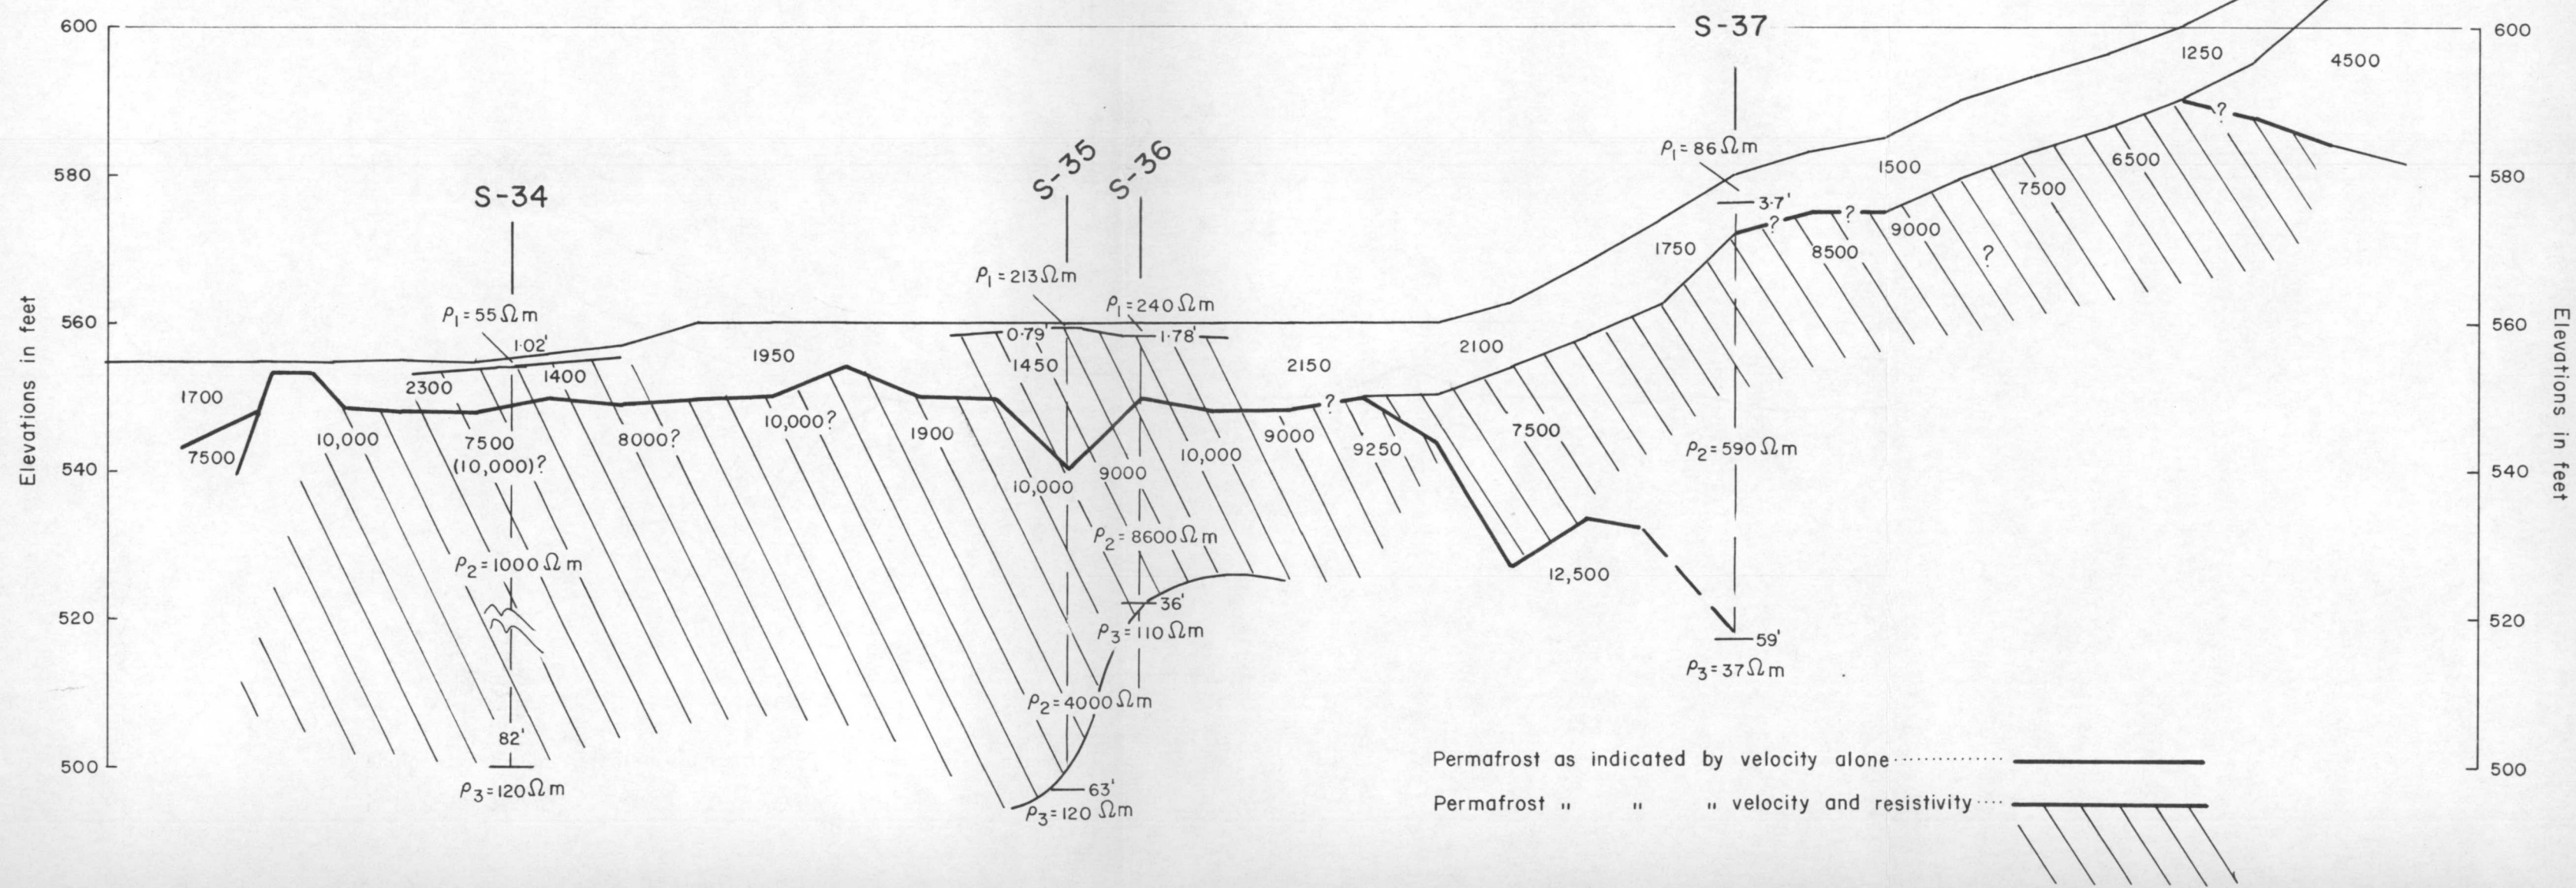 600
S-37
600
1250
4500
?
S-35
S-36
ρ1 = 86 Ωm
580
580
1500
6500
7500
S-34
3·7'
?
?
9000
1750
8500
?
ρ1 = 213 Ωm
ρ1 = 240 Ωm
ρ1 = 55 Ωm
560
560
0·79'
1·78'
1·02'
1950
1450
2150
2100
2300
1400
1700
?
10,000
7500
8000?
10,000?
1900
9000
9250
7500
7500
(10,000)?
10,000
9000
10,000
ρ2 = 590 Ωm
540
540
Elevations in feet
Elevations in feet
ρ2 = 1000 Ωm
ρ2 = 8600 Ωm
12,500
36'
520
520
ρ3 = 110 Ωm
59'
ρ3 = 37 Ωm
ρ2 = 4000 Ωm
82'
500
500
ρ3 = 120 Ωm
63'
ρ3 = 120 Ωm
Permafrost as indicated by velocity alone ··············
Permafrost " " " velocity and resistivity ····